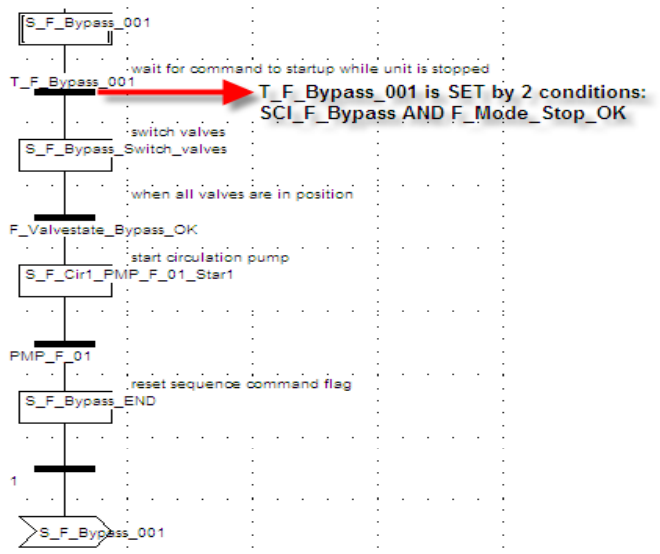 S_F_Bypass_001
wait for command to startup while unit is stopped
T_F_Bypass_001
T_F_Bypass_001 is SET by 2 conditions:
SCI_F_Bypass AND F_Mode_Stop_OK
switch valves
S_F_Bypass_Switch_valves
when all valves are in position
F_Valvestate_Bypass_OK
start circulation pump
S_F_Cir1_PMP_F_01_Star1
PMP_F_01
reset sequence command flag
S_F_Bypass_END
1
S_F_Bypass_001